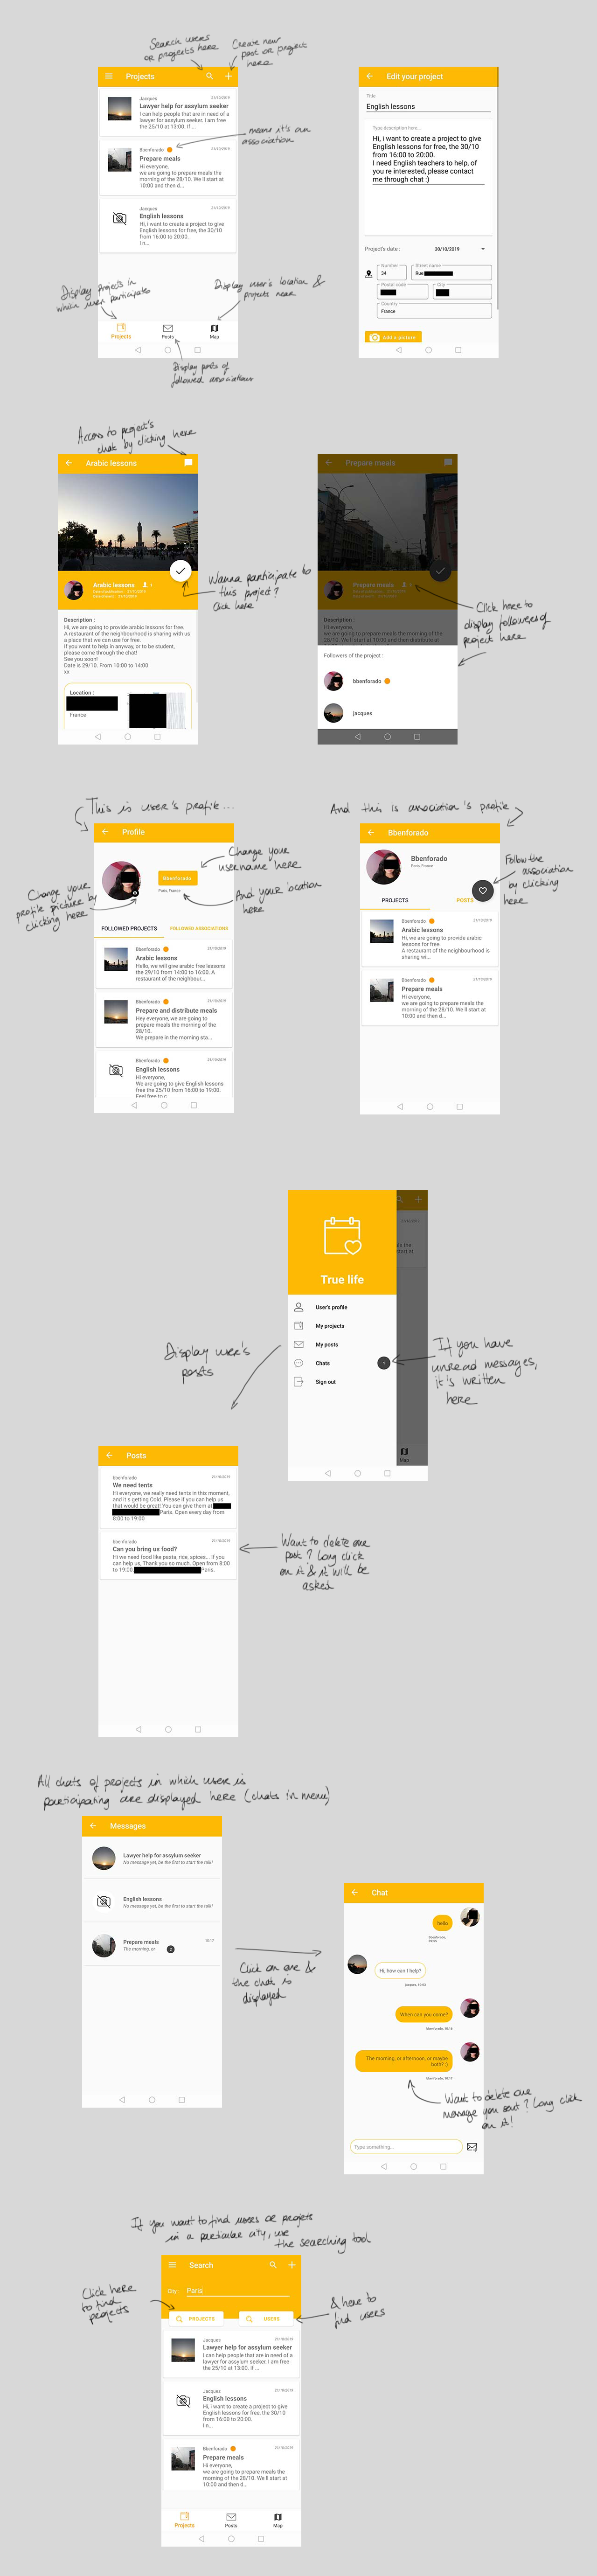 Search users
or projects here
Create new
post or project
here
Projects
Jacques
21/10/2019
Lawyer help for assylum seeker
I can help people that are in need of a
lawyer for asylum seeker. I am free
the 25/10 at 13:00. If ...
means it's an
association
Bbenforado
21/10/2019
Prepare meals
Hi everyone,
we are going to prepare meals the
morning of the 28/10. We ll start at
10:00 and then d...
Jacques
21/10/2019
English lessons
Hi, i want to create a project to give
English lessons for free, the 30/10
from 16:00 to 20:00.
I n...
Display projects in
which user participates
Display user's location &
projects near
Projects
Posts
Map
Display posts of
followed associations
Edit your project
Title
English lessons
Type description here...
Hi, i want to create a project to give
English lessons for free, the 30/10
from 16:00 to 20:00.
I need English teachers to help, of
you re interested, please contact
me through chat :)
Project's date :
30/10/2019
Number
34
Street name
Rue
Postal code
City
Country
France
Add a picture
Access to project's
chat by clicking here
Arabic lessons
Arabic lessons
Wanna participate to
this project?
Click here
Description :
Hi, we are going to provide arabic lessons for free.
A restaurant of the neighbourhood is sharing with us
a place that we can use for free.
If you want to help in anyway, or to be student,
please come through the chat!
See you soon!
Date is 29/10. From 10:00 to 14:00
xx
Location :
France
Prepare meals
Prepare meals
Click here to
display followers of
project here
Description :
Hi everyone,
we are going to prepare meals the morning of the
28/10. We ll start at 10:00 and then distribute at
Followers of the project :
bbenforado
jacques
This is user's profile ...
Profile
Bbenforado
Paris, France
Change your
username here
And your location
here
Change your
profile picture by
clicking here
FOLLOWED PROJECTS
FOLLOWED ASSOCIATIONS
Bbenforado
21/10/2019
Arabic lessons
Hello, we will give arabic free lessons
the 29/10 from 14:00 to 16:00. A
restaurant of the neighbour...
Bbenforado
21/10/2019
Prepare and distribute meals
Hey everyone, we are going to
prepare meals the morning of the
28/10.
We prepare in the morning sta...
Bbenforado
21/10/2019
English lessons
Hi everyone,
We are going to give English lessons
free the 25/10 from 16:00 to 19:00.
Feel free to c
And this is association's profile
Bbenforado
Bbenforado
Paris, France
Follow the
association
by clicking
here
PROJECTS
POSTS
Bbenforado
21/10/2019
Arabic lessons
Hi, we are going to provide arabic
lessons for free.
A restaurant of the neighbourhood is
sharing wi...
Bbenforado
21/10/2019
Prepare meals
Hi everyone,
we are going to prepare meals the
morning of the 28/10. We ll start at
10:00 and then d...
True life
User's profile
My projects
My posts
Chats
1
Sign out
Map
Display user's
posts
If you have
unread messages,
it's written
here
Posts
bbenforado
21/10/2019
We need tents
Hi everyone, we really need tents in this moment,
and it s getting Cold. Please if you can help us
that would be great! You can give them at
Paris. Open every day from
8:00 to 19:00
bbenforado
21/10/2019
Can you bring us food?
Hi we need food like pasta, rice, spices... If you
can help us, Thank you so much. Open from 8:00
to 19:00,
Paris.
Want to delete one
post? Long click
on it & it will be
asked
All chats of projects in which user is
participating are displayed here (chats in menu)
Messages
Lawyer help for assylum seeker
No message yet, be the first to start the talk!
English lessons
No message yet, be the first to start the talk!
Prepare meals
The morning, or
2
Click on one &
the chat is
displayed
Chat
hello
Bbenforado,
Hi, how can I help?
When can you come?
The morning, or afternoon, or maybe
both? ;)
Want to delete one
message you sent? Long click
on it!
Type something...
If you want to find users or projets
in a particular city, use
the searching tool
Search
City :
Paris
Click here
to find
projects
PROJECTS
USERS
& here to
find users
Jacques
21/10/2019
Lawyer help for assylum seeker
I can help people that are in need of a
lawyer for asylum seeker. I am free
the 25/10 at 13:00. If ...
Jacques
21/10/2019
English lessons
Hi, i want to create a project to give
English lessons for free, the 30/10
from 16:00 to 20:00.
I n...
Bbenforado
21/10/2019
Prepare meals
Hi everyone,
we are going to prepare meals the
morning of the 28/10. We ll start at
10:00 and then d...
Projects
Posts
Map